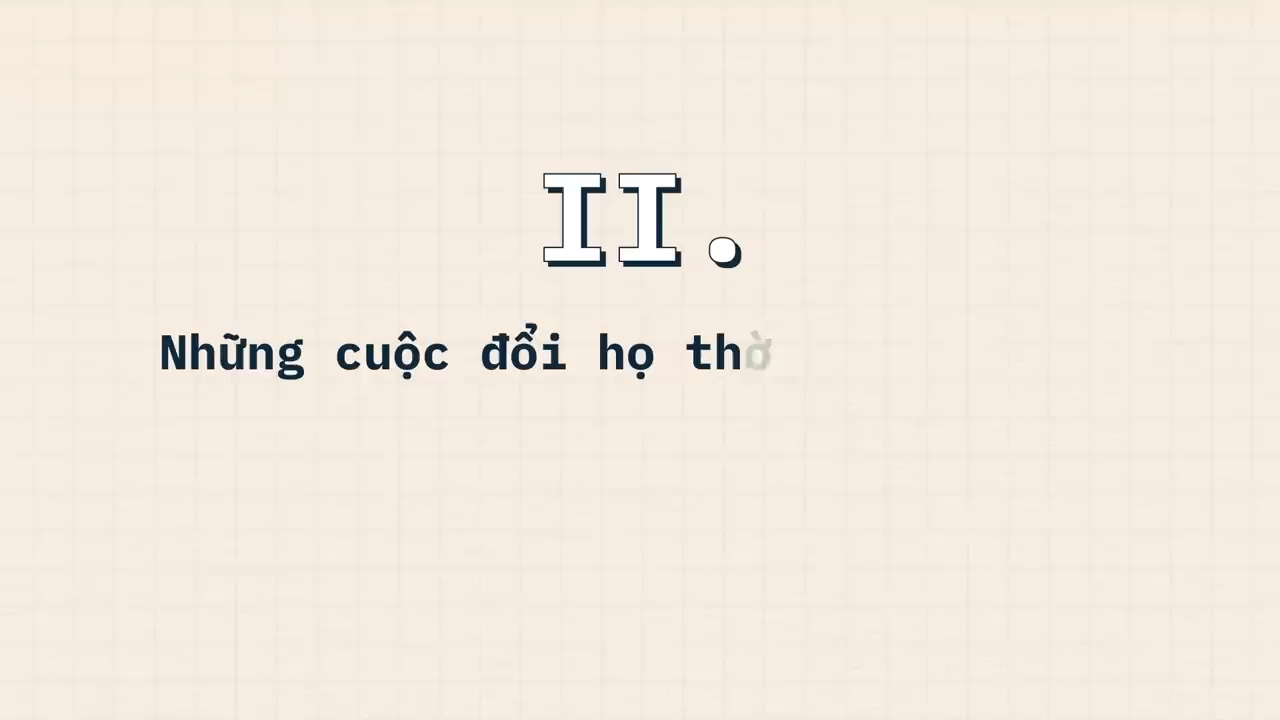 II.
Những cuộc đổi họ thờ